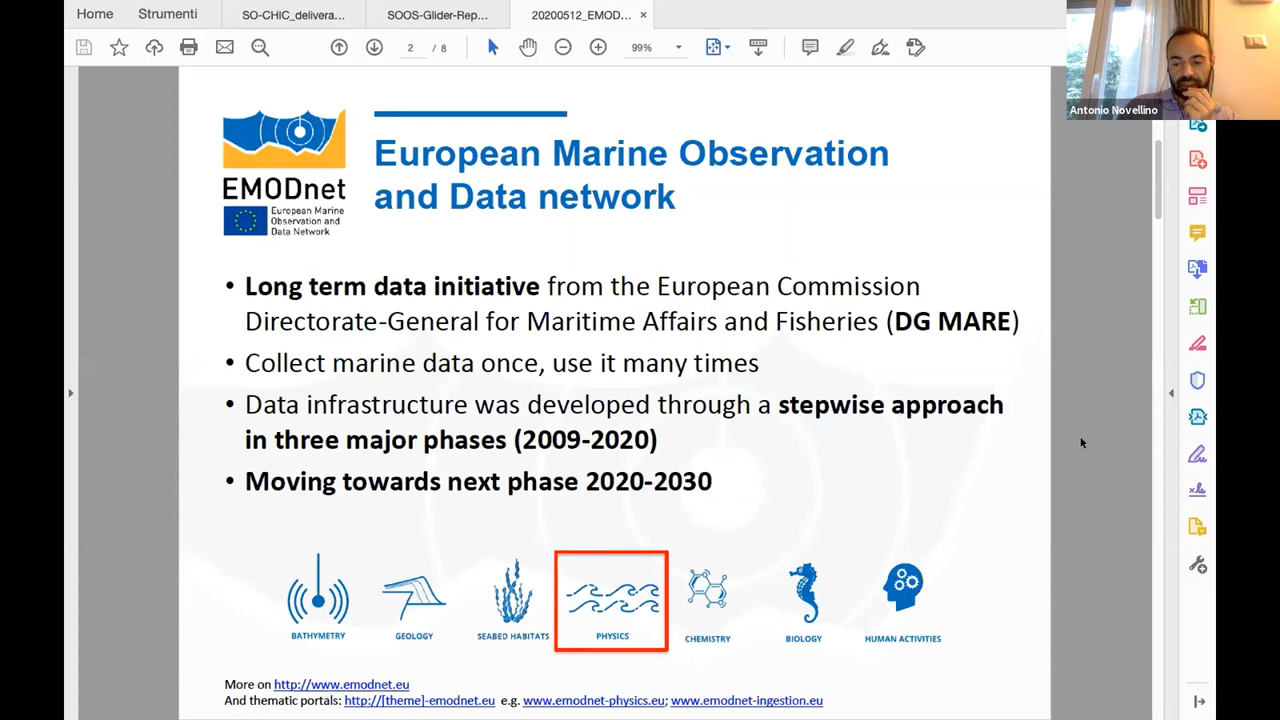 Home Strumenti SO-CHIC_delivera... SOOS-Glider-Rep... 20200512_EMOD... ×
2 / 8 99%
Antonio Novellino
EMODnet
European Marine
Observation and
Data Network
European Marine Observation
and Data network
• Long term data initiative from the European Commission
Directorate-General for Maritime Affairs and Fisheries (DG MARE)
• Collect marine data once, use it many times
• Data infrastructure was developed through a stepwise approach
in three major phases (2009-2020)
• Moving towards next phase 2020-2030
BATHYMETRY GEOLOGY SEABED HABITATS PHYSICS CHEMISTRY BIOLOGY HUMAN ACTIVITIES
More on http://www.emodnet.eu
And thematic portals: http://[theme]-emodnet.eu e.g. www.emodnet-physics.eu; www.emodnet-ingestion.eu